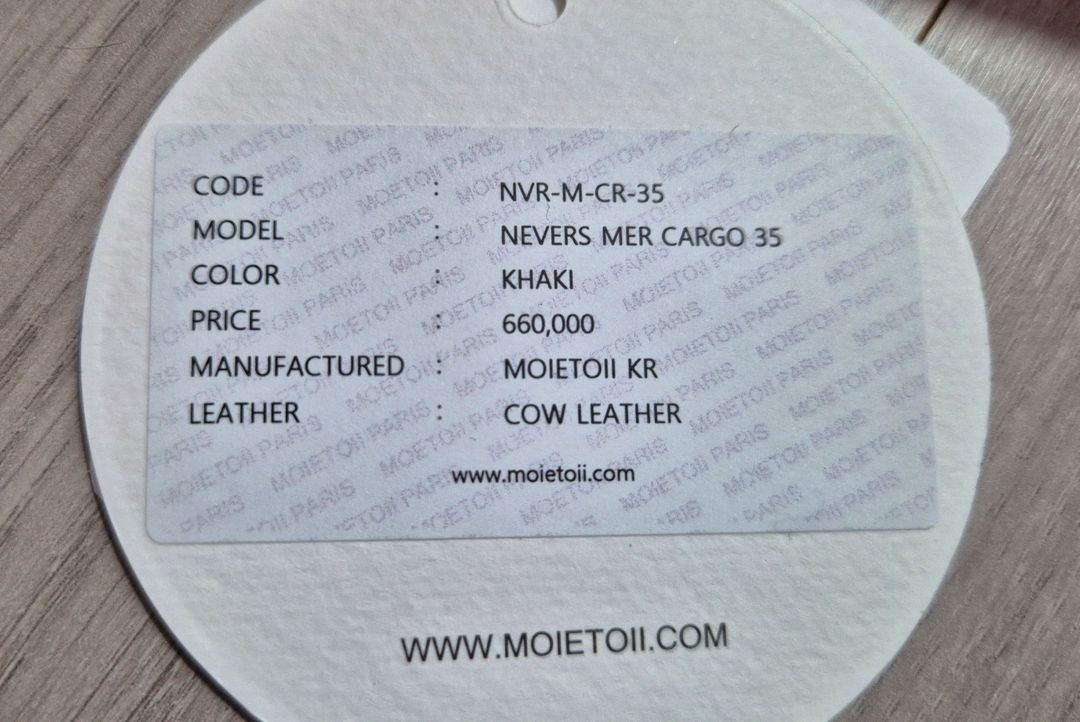 CODE : NVR-M-CR-35
MODEL : NEVERS MER CARGO 35
COLOR : KHAKI
PRICE : 660,000
MANUFACTURED : MOIETOII KR
LEATHER : COW LEATHER
www.moietoii.com
WWW.MOIETOII.COM